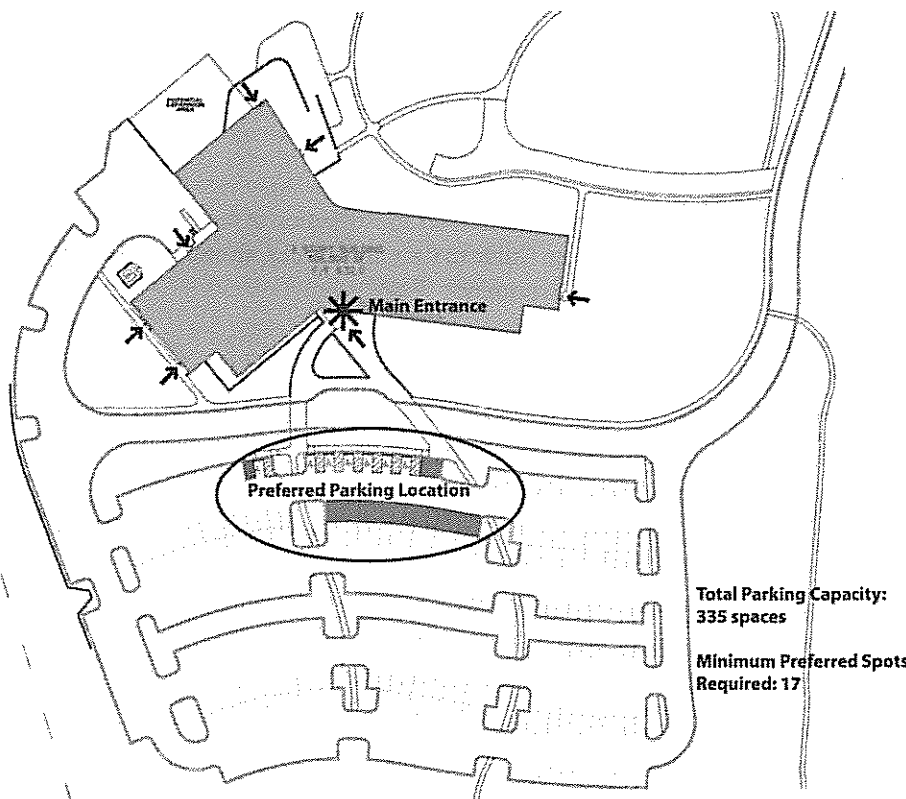 Main Entrance
Preferred Parking Location
Total Parking Capacity:
335 spaces
Minimum Preferred Spots
Required: 17